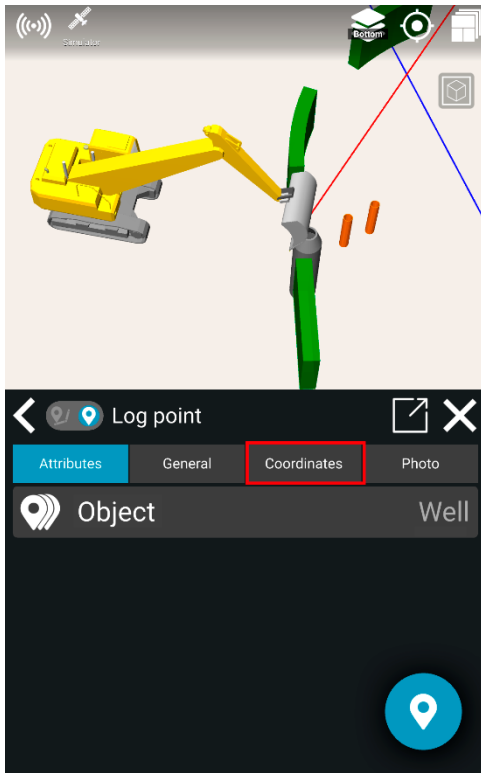 Simulator
Bottom
Log point
Attributes
General
Coordinates
Photo
Object
Well